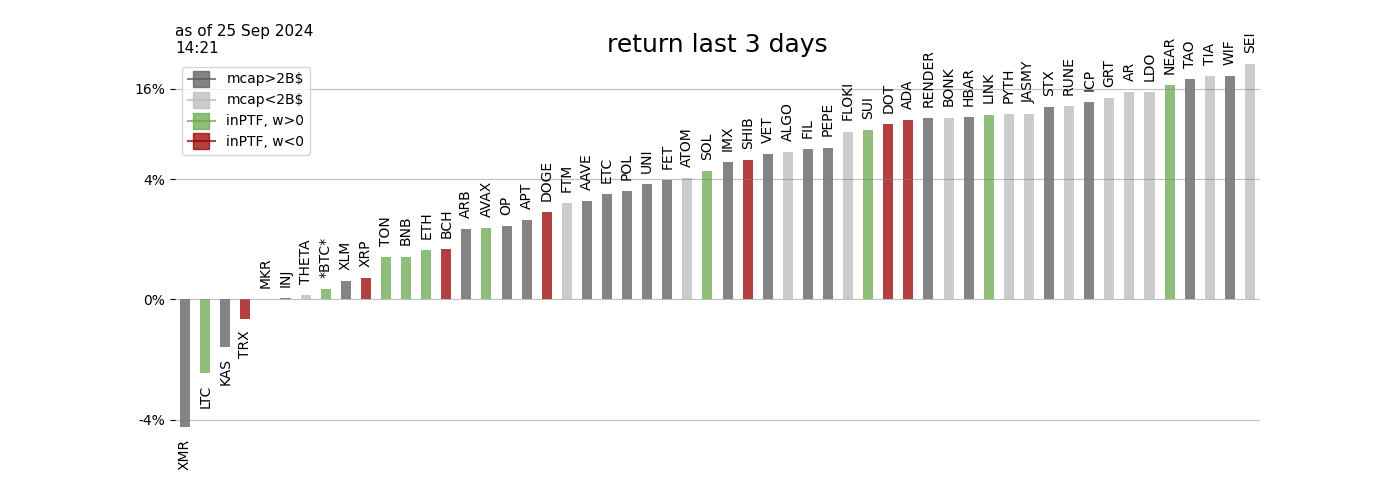 as of 25 Sep 2024
14:21
return last 3 days
mcap>2B$
mcap<2B$
inPTF, w>0
inPTF, w<0
16%
4%
0%
-4%
XMR
LTC
KAS
TRX
MKR
INJ
THETA
*BTC*
XLM
XRP
TON
BNB
ETH
BCH
ARB
AVAX
OP
APT
DOGE
FTM
AAVE
ETC
POL
UNI
FET
ATOM
SOL
IMX
SHIB
VET
ALGO
FIL
PEPE
FLOKI
SUI
DOT
ADA
RENDER
BONK
HBAR
LINK
PYTH
JASMY
STX
RUNE
ICP
GRT
AR
LDO
NEAR
TAO
TIA
WIF
SEI